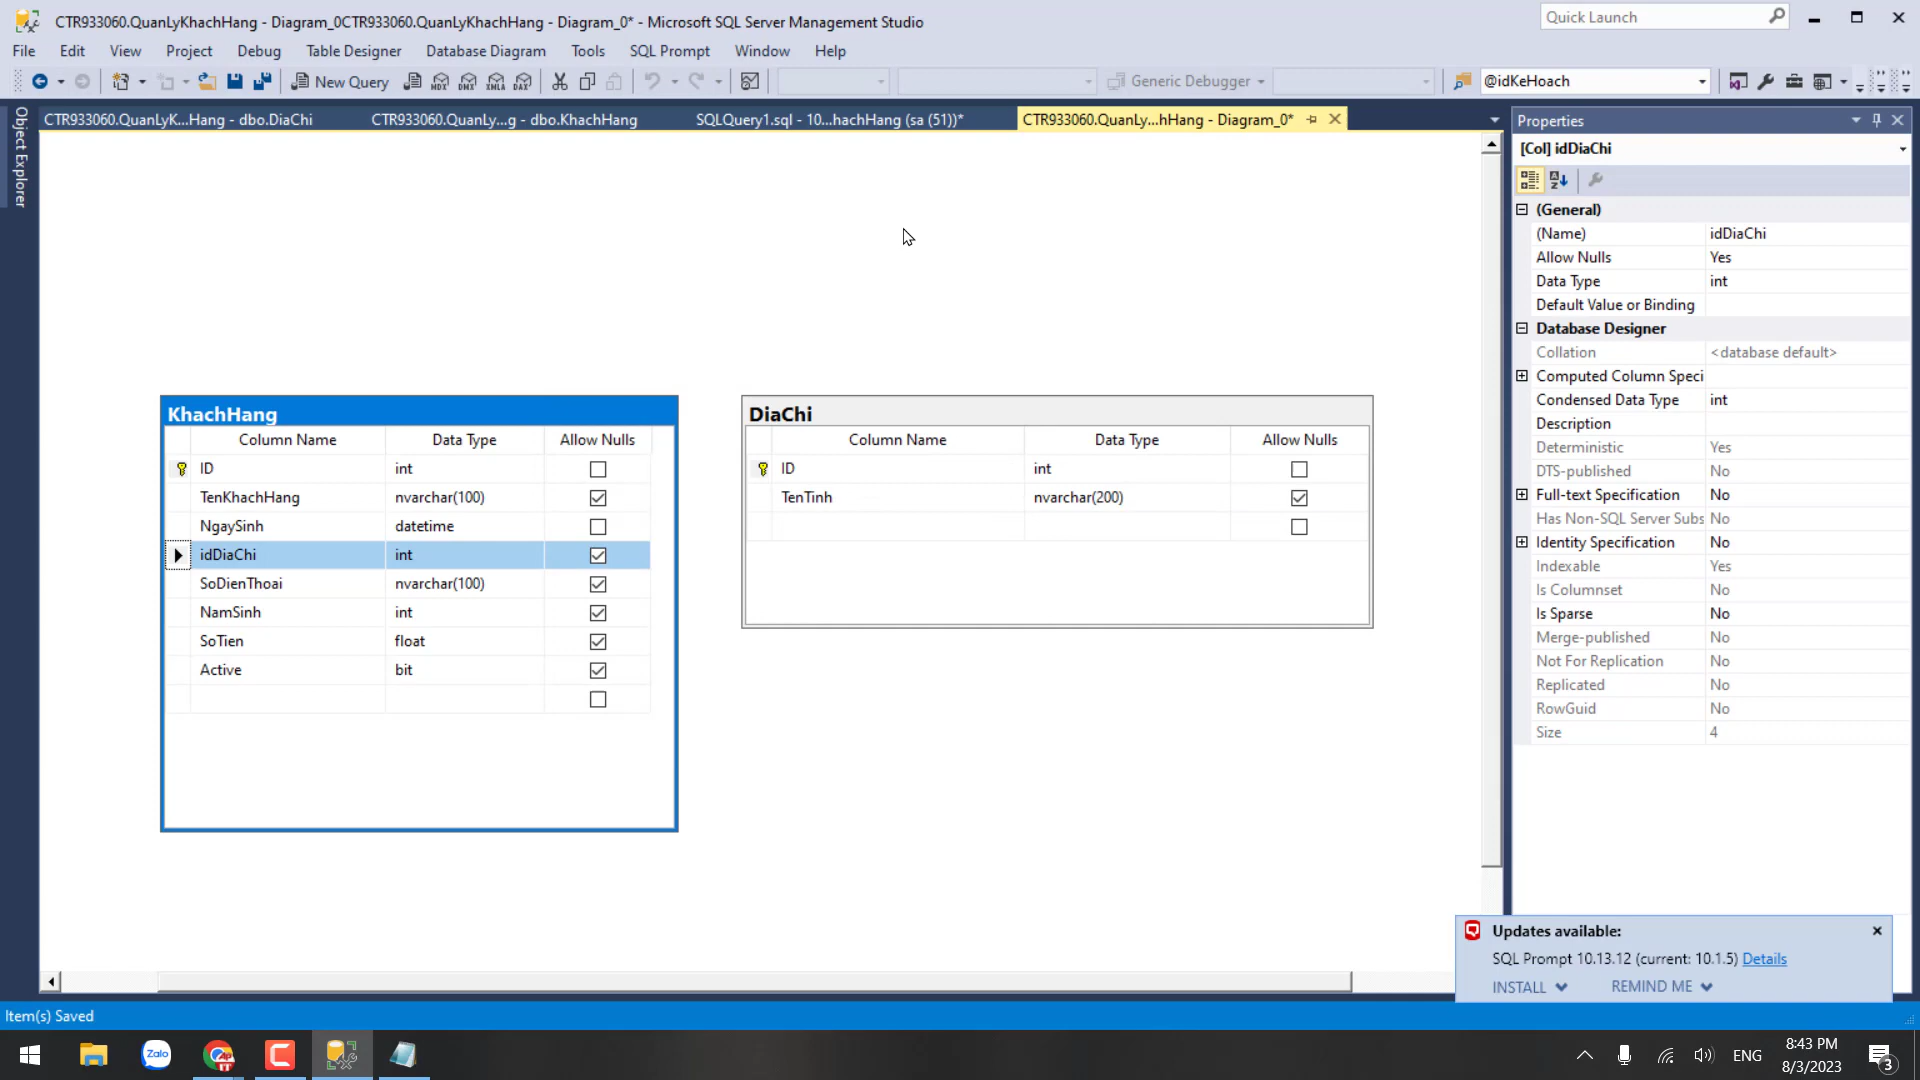 CTR933060.QuanLyKhachHang - Diagram_0CTR933060.QuanLyKhachHang - Diagram_0* - Microsoft SQL Server Management Studio
Quick Launch
File Edit View Project Debug Table Designer Database Diagram Tools SQL Prompt Window Help
New Query MDX DMX XMLA DAX Generic Debugger @idKeHoach
CTR933060.QuanLyK...Hang - dbo.DiaChi CTR933060.QuanLy...g - dbo.KhachHang SQLQuery1.sql - 10...hachHang (sa (51))* CTR933060.QuanLy...hHang - Diagram_0*
Object Explorer
KhachHang
Column Name Data Type Allow Nulls
ID int
TenKhachHang nvarchar(100)
NgaySinh datetime
idDiaChi int
SoDienThoai nvarchar(100)
NamSinh int
SoTien float
Active bit
DiaChi
Column Name Data Type Allow Nulls
ID int
TenTinh nvarchar(200)
Properties
[Col] idDiaChi
(General)
(Name) idDiaChi
Allow Nulls Yes
Data Type int
Default Value or Binding
Database Designer
Collation <database default>
Computed Column Speci
Condensed Data Type int
Description
Deterministic Yes
DTS-published No
Full-text Specification No
Has Non-SQL Server Subs No
Identity Specification No
Indexable Yes
Is Columnset No
Is Sparse No
Merge-published No
Not For Replication No
Replicated No
RowGuid No
Size 4
Updates available:
SQL Prompt 10.13.12 (current: 10.1.5) Details
INSTALL REMIND ME
Item(s) Saved
Zalo
ENG
8:43 PM
8/3/2023
3